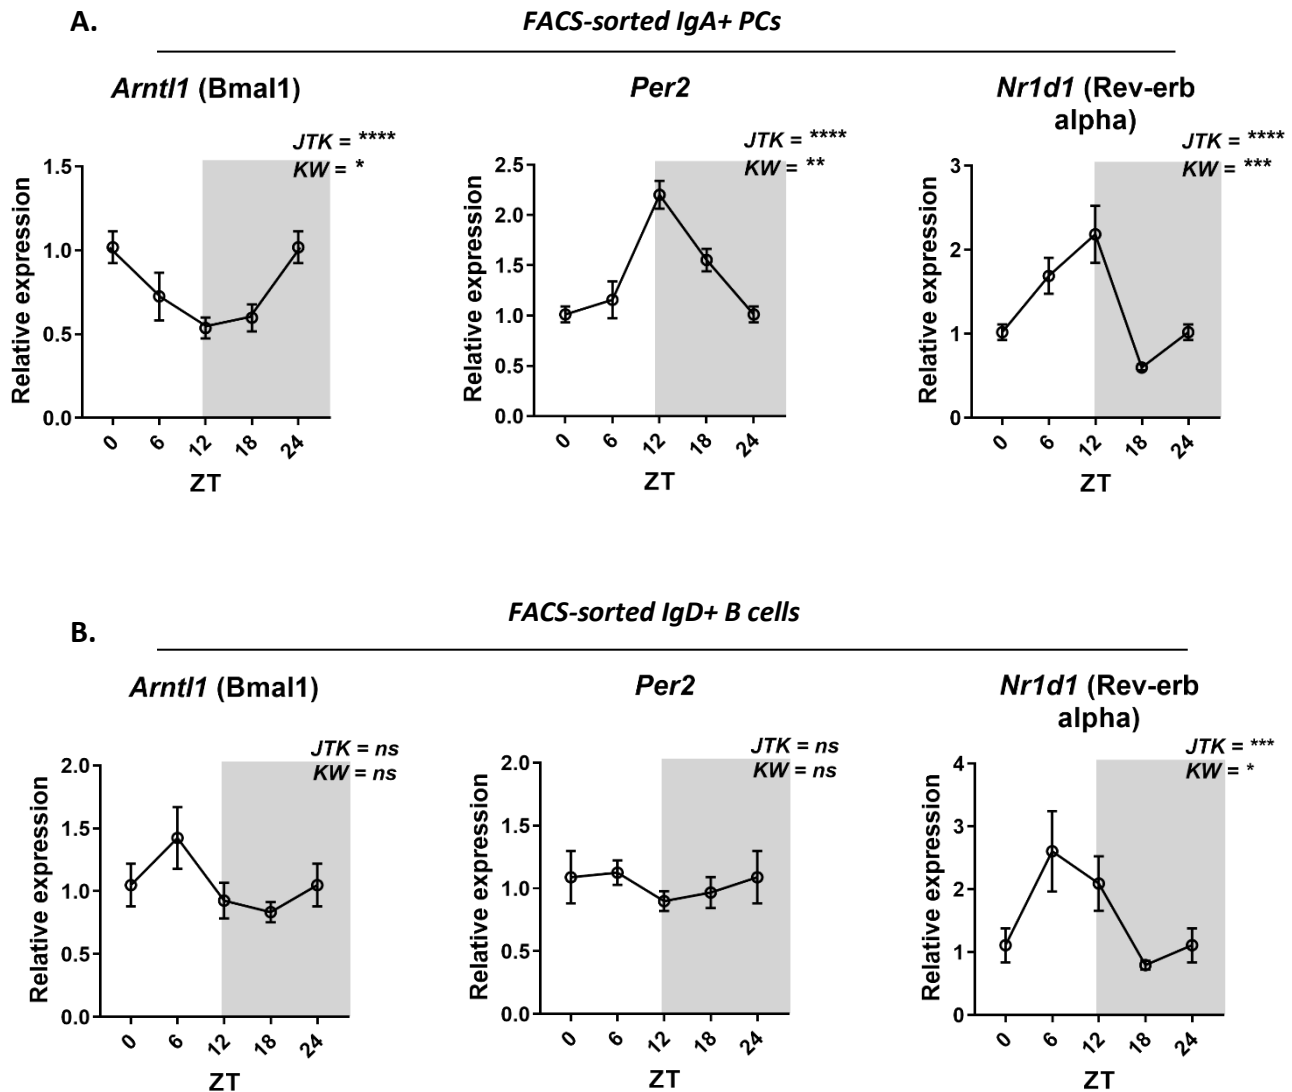 A.
FACS-sorted IgA+ PCs
Arntl1 (Bmal1)
JTK = ****
KW = *
Relative expression
1.5
1.0
0.5
0.0
0
6
12
18
24
ZT
Per2
JTK = ****
KW = **
Relative expression
2.5
2.0
1.5
1.0
0.5
0.0
0
6
12
18
24
ZT
Nr1d1 (Rev-erb
alpha)
JTK = ****
KW = ***
Relative expression
3
2
1
0
0
6
12
18
24
ZT
B.
FACS-sorted IgD+ B cells
Arntl1 (Bmal1)
JTK = ns
KW = ns
Relative expression
2.0
1.5
1.0
0.5
0.0
0
6
12
18
24
ZT
Per2
JTK = ns
KW = ns
Relative expression
2.0
1.5
1.0
0.5
0.0
0
6
12
18
24
ZT
Nr1d1 (Rev-erb
alpha)
JTK = ***
KW = *
Relative expression
4
3
2
1
0
0
6
12
18
24
ZT